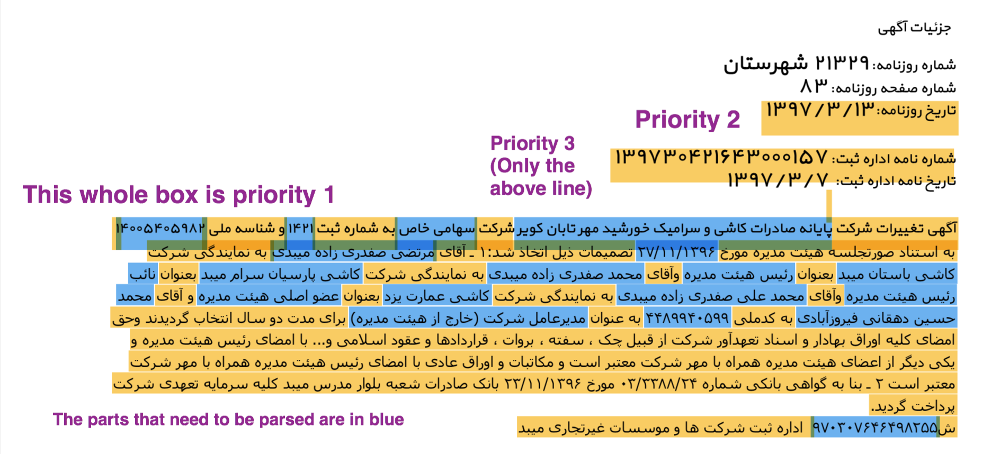 جزئیات آگهی
شماره روزنامه: ۲۱۳۲۹ شهرستان
شماره صفحه روزنامه: ۸۳
تاریخ روزنامه: ۱۳۹۷/۳/۱۳
Priority 2
Priority 3
(Only the
above line)
شماره نامه اداره ثبت: ۱۳۹۷۳۰۴۲۱۶۴۳۰۰۰۱۵۷
تاریخ نامه اداره ثبت: ۱۳۹۷/۳/۷
This whole box is priority 1
آگهی تغییرات شرکت پایانه صادرات کاشی و سرامیک خورشید مهر تابان کویر شرکت سهامی خاص به شماره ثبت ۱۴۲۱ و شناسه ملی ۱۴۰۰۵۴۰۵۹۸۲
به استناد صورتجلسه هیئت مدیره مورخ ۲۷/۱۱/۱۳۹۶ تصمیمات ذیل اتخاذ شد:۱ ـ آقای مرتضی صفدری زاده میبدی به نمایندگی شرکت
کاشی باستان میبد بعنوان رئیس هیئت مدیره وآقای محمد صفدری زاده میبدی به نمایندگی شرکت کاشی پارسیان سرام میبد بعنوان نائب
رئیس هیئت مدیره وآقای محمد علی صفدری زاده میبدی به نمایندگی شرکت کاشی عمارت یزد بعنوان عضو اصلی هیئت مدیره و آقای محمد
حسین دهقانی فیروزآبادی به کدملی ۴۴۸۹۹۴۰۵۹۹ به عنوان مدیرعامل شرکت (خارج از هیئت مدیره) برای مدت دو سال انتخاب گردیدند وحق
امضای کلیه اوراق بهادار و اسناد تعهدآور شرکت از قبیل چک ، سفته ، بروات ، قراردادها و عقود اسلامی و... با امضای رئیس هیئت مدیره و
یکی دیگر از اعضای هیئت مدیره همراه با مهر شرکت معتبر است و مکاتبات و اوراق عادی با امضای رئیس هیئت مدیره همراه با مهر شرکت
معتبر است ۲ ـ بنا به گواهی بانکی شماره ۰۳/۳۳۸۸/۲۴ مورخ ۲۳/۱۱/۱۳۹۶ بانک صادرات شعبه بلوار مدرس میبد کلیه سرمایه تعهدی شرکت
پرداخت گردید.
The parts that need to be parsed are in blue
ش۹۷۰۳۰۷۶۴۶۴۹۸۲۵۵ اداره ثبت شرکت ها و موسسات غیرتجاری میبد